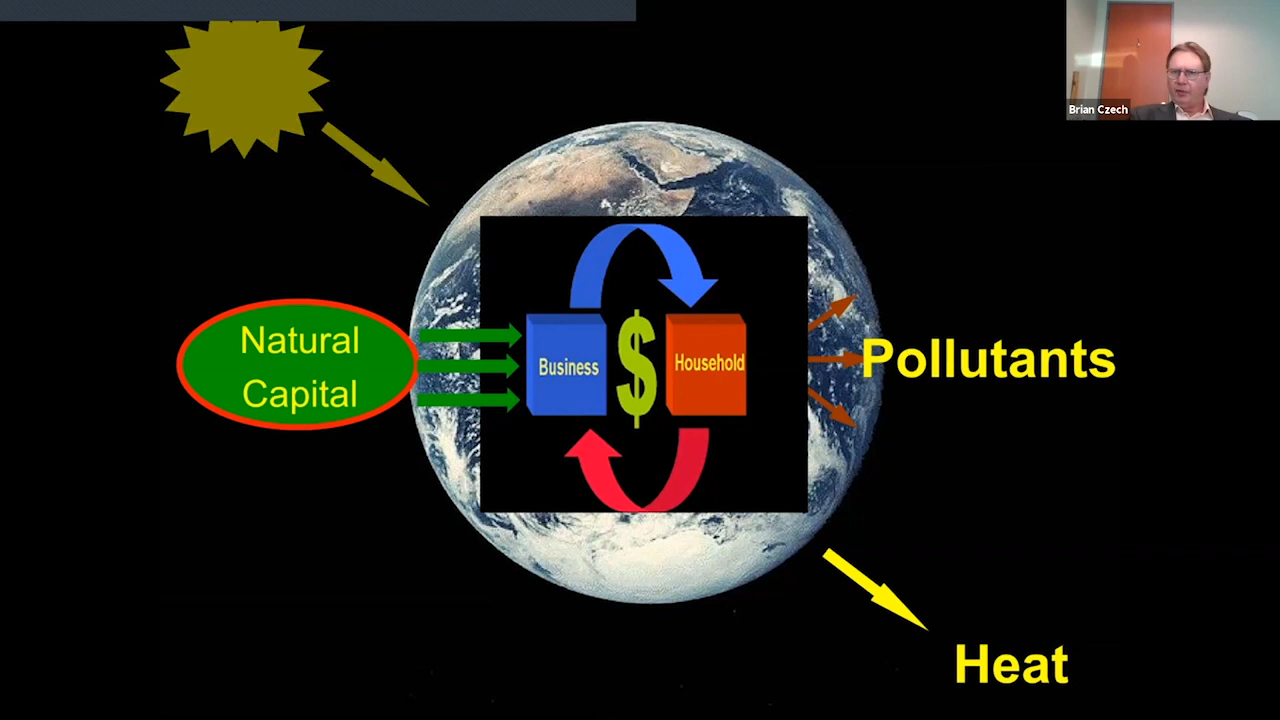 Brian Czech
Natural
Capital
Business
$
Household
Pollutants
Heat